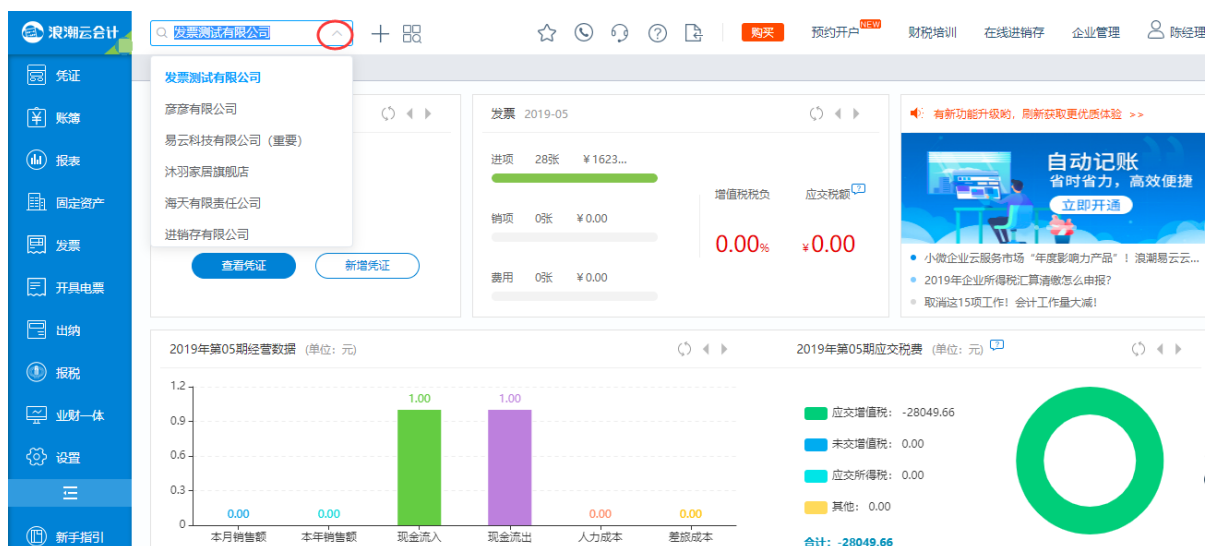 浪潮云会计
发票测试有限公司
购买
预约开户
NEW
财税培训
在线进销存
企业管理
陈经理
凭证
账簿
报表
固定资产
发票
开具电票
出纳
报税
业财一体
设置
新手指引
发票测试有限公司
彦彦有限公司
易云科技有限公司（重要）
沐羽家居旗舰店
海天有限责任公司
进销存有限公司
查看凭证
新增凭证
发票 2019-05
进项 28张 ¥1623...
销项 0张 ¥0.00
费用 0张 ¥0.00
增值税税负
应交税额
0.00%
¥0.00
有新功能升级哟，刷新获取更优质体验 >>
自动记账
省时省力，高效便捷
立即开通
小微企业云服务市场“年度影响力产品”！浪潮易云云...
2019年企业所得税汇算清缴怎么申报?
取消这15项工作！会计工作量大减!
2019年第05期经营数据 (单位: 元)
1.2
0.9
0.6
0.3
0
0.00
0.00
1.00
1.00
0.00
0.00
本月销售额
本年销售额
现金流入
现金流出
人力成本
差旅成本
2019年第05期应交税费 (单位: 元)
应交增值税: -28049.66
未交增值税: 0.00
应交所得税: 0.00
其他: 0.00
合计: -28049.66